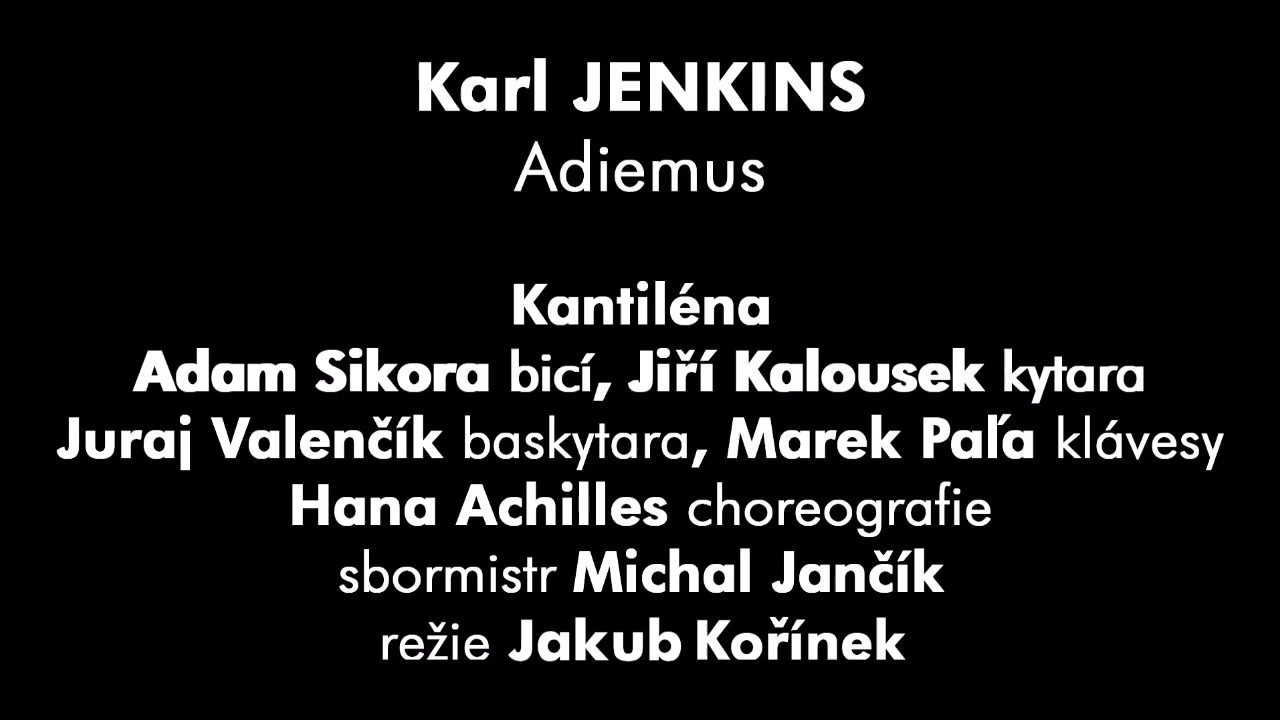 Karl JENKINS
Adiemus
Kantiléna
Adam Sikora bicí, Jiří Kalousek kytara
Juraj Valenčík baskytara, Marek Paľa klávesy
Hana Achilles choreografie
sbormistr Michal Jančík
režie Jakub Kořínek